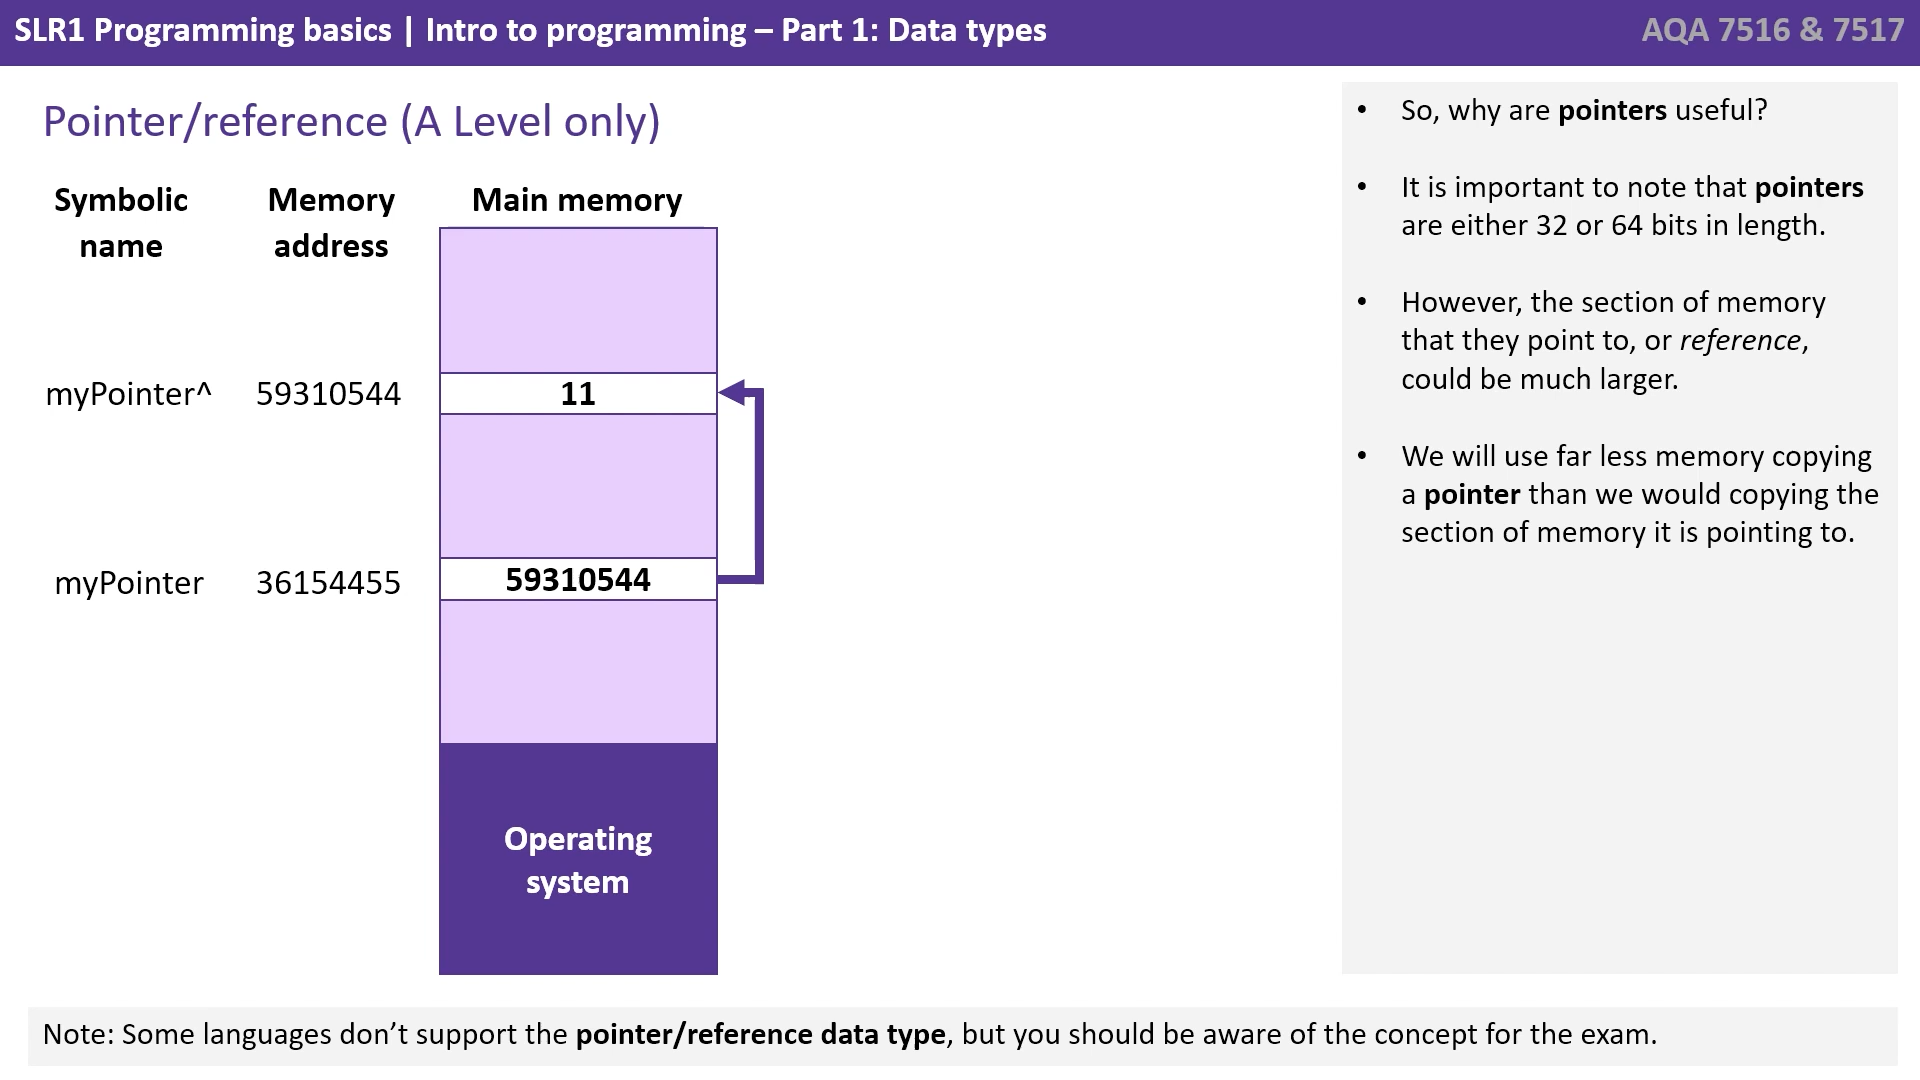 SLR1 Programming basics | Intro to programming – Part 1: Data types
AQA 7516 & 7517
Pointer/reference (A Level only)
Symbolic name
Memory address
Main memory
myPointer^ 59310544 11
myPointer 36154455 59310544
Operating
system
• So, why are pointers useful?
• It is important to note that pointers
are either 32 or 64 bits in length.
• However, the section of memory
that they point to, or reference,
could be much larger.
• We will use far less memory copying
a pointer than we would copying the
section of memory it is pointing to.
Note: Some languages don’t support the pointer/reference data type, but you should be aware of the concept for the exam.